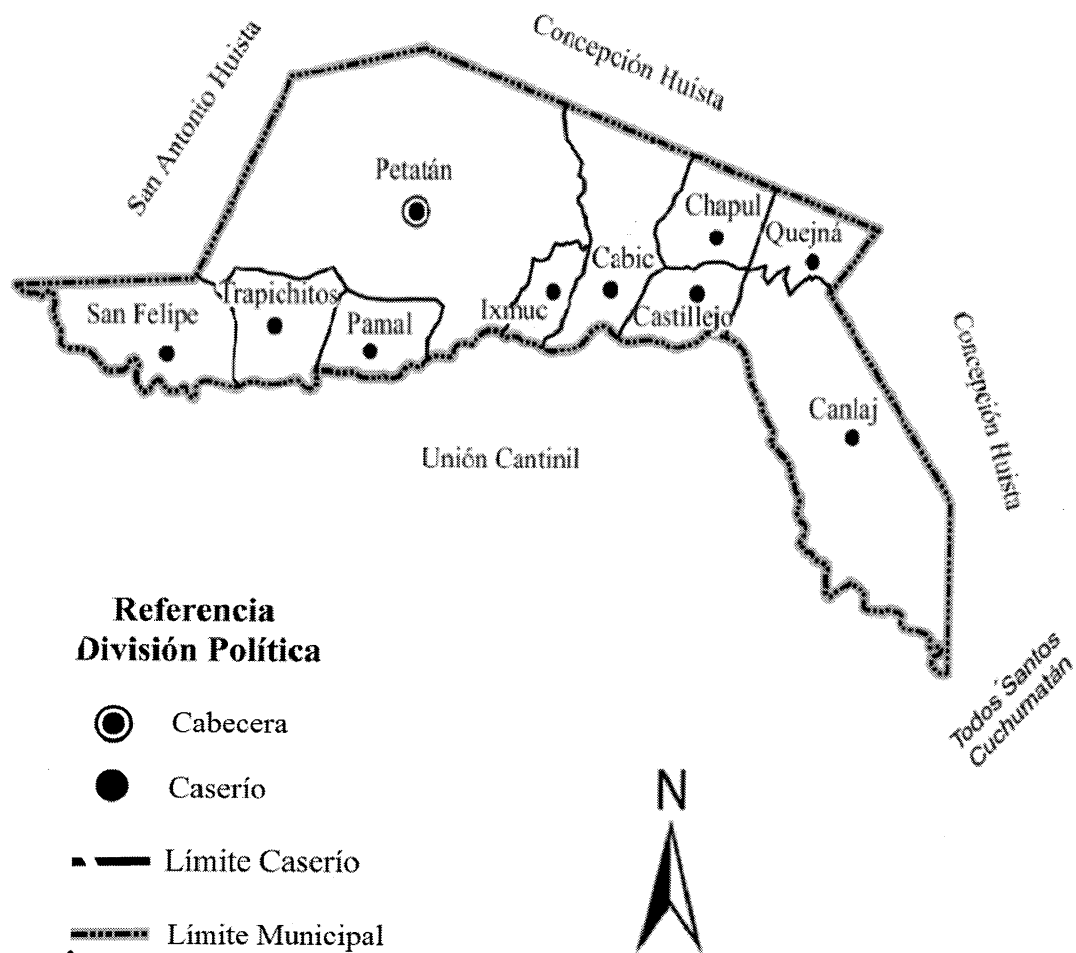 Concepción Huista
San Antonio Huista
Petatán
Chapul
Quejná
Cabic
Trapichitos
San Felipe
Pamal
Ixmuc
Castillejo
Concepción Huista
Canlaj
Unión Cantinil
Todos Santos
Cuchumatán
Referencia
División Política
Cabecera
Caserío
Límite Caserío
Límite Municipal
N